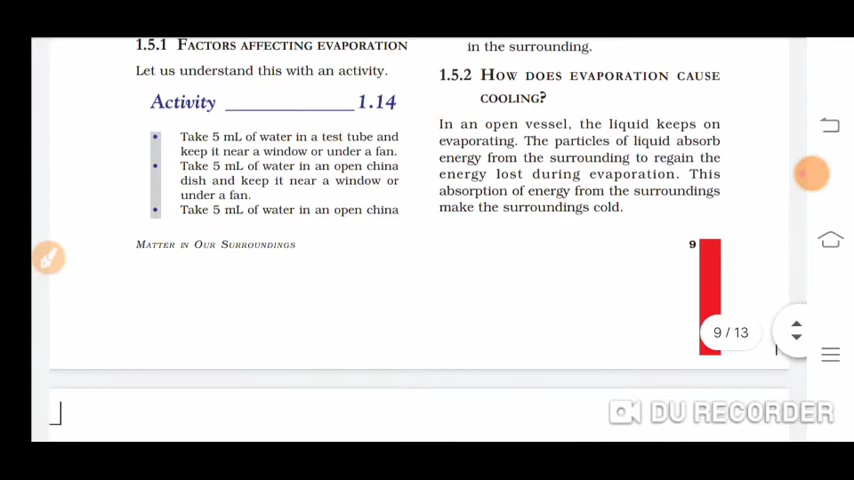 1.5.1 FACTORS AFFECTING EVAPORATION
Let us understand this with an activity.
Activity ______________ 1.14
• Take 5 mL of water in a test tube and
keep it near a window or under a fan.
• Take 5 mL of water in an open china
dish and keep it near a window or
under a fan.
• Take 5 mL of water in an open china
MATTER IN OUR SURROUNDINGS
in the surrounding.
1.5.2 HOW DOES EVAPORATION CAUSE
COOLING?
In an open vessel, the liquid keeps on
evaporating. The particles of liquid absorb
energy from the surrounding to regain the
energy lost during evaporation. This
absorption of energy from the surroundings
make the surroundings cold.
9
9 / 13
DU RECORDER